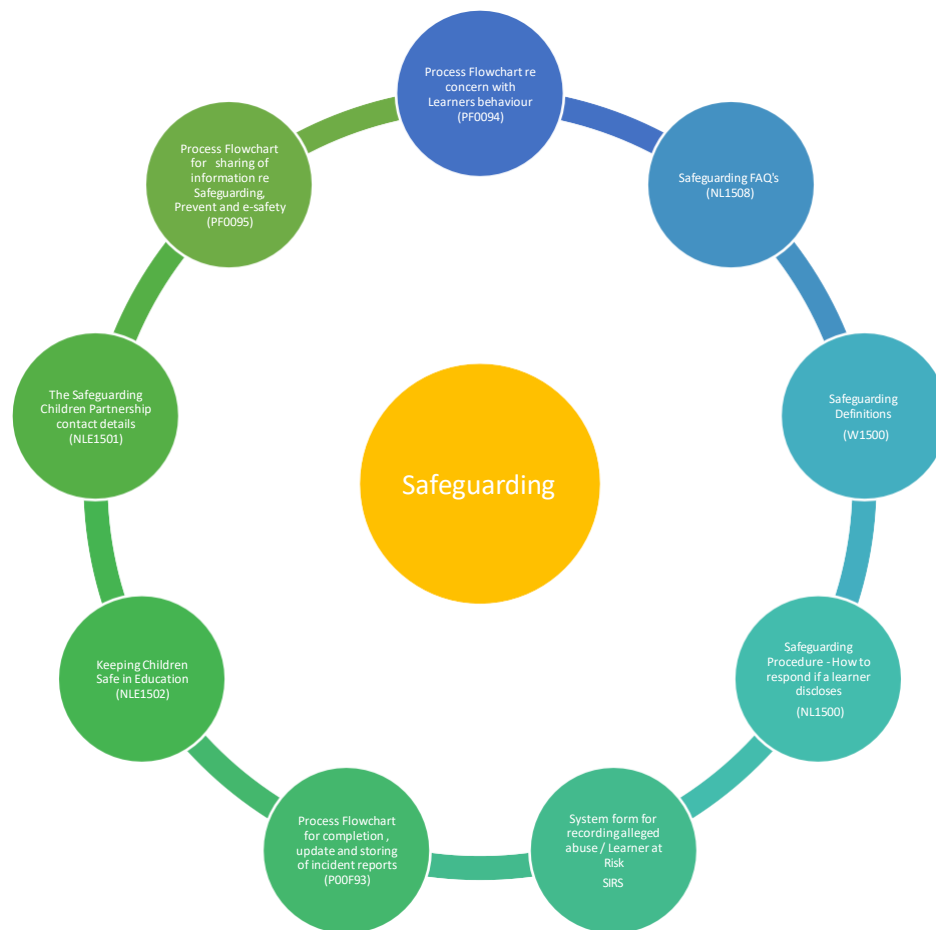 Process Flowchart re
concern with
Learners behaviour
(PF0094)
Safeguarding FAQ's
(NL1508)
Safeguarding
Definitions
(W1500)
Safeguarding
Procedure - How to
respond if a learner
discloses
(NL1500)
System form for
recording alleged
abuse / Learner at
Risk
SIRS
Process Flowchart
for completion ,
update and storing
of incident reports
(P00F93)
Keeping Children
Safe in Education
(NLE1502)
The Safeguarding
Children Partnership
contact details
(NLE1501)
Process Flowchart
for sharing of
information re
Safeguarding,
Prevent and e-safety
(PF0095)
Safeguarding